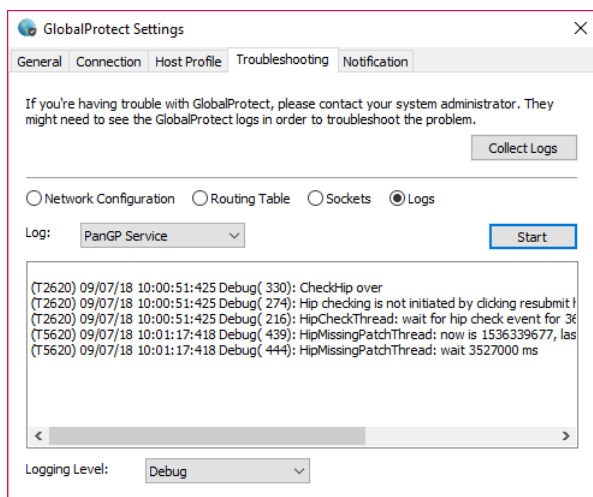 GlobalProtect Settings
General Connection Host Profile Troubleshooting Notification
If you're having trouble with GlobalProtect, please contact your system administrator. They
might need to see the GlobalProtect logs in order to troubleshoot the problem.
Collect Logs
Network Configuration Routing Table Sockets Logs
Log: PanGP Service Start
(T2620) 09/07/18 10:00:51:425 Debug( 330): CheckHip over
(T2620) 09/07/18 10:00:51:425 Debug( 274): Hip checking is not initiated by clicking resubmit
(T2620) 09/07/18 10:00:51:425 Debug( 216): HipCheckThread: wait for hip check event for 36
(T5620) 09/07/18 10:01:17:418 Debug( 439): HipMissingPatchThread: now is 1536339677, las
(T5620) 09/07/18 10:01:17:418 Debug( 444): HipMissingPatchThread: wait 3527000 ms
Logging Level: Debug